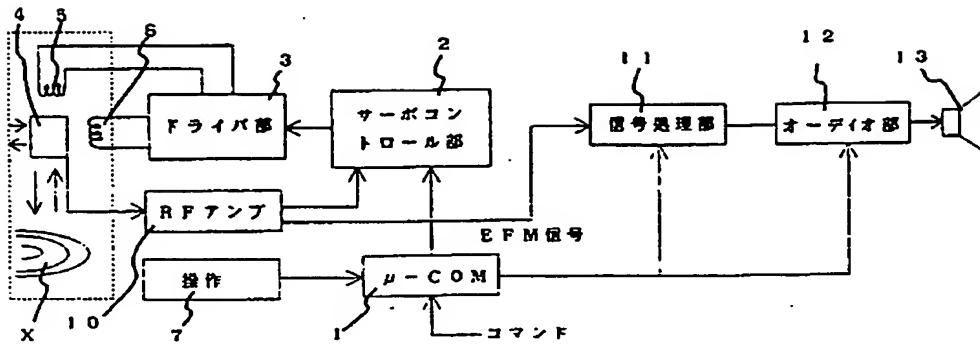 4
5
6
3
2
11
12
13
ドライバ部
サーボコン
トロール部
信号処理部
オーディオ部
RFアンプ
EFM信号
操作
μ-COM
X
10
7
1
コマンド